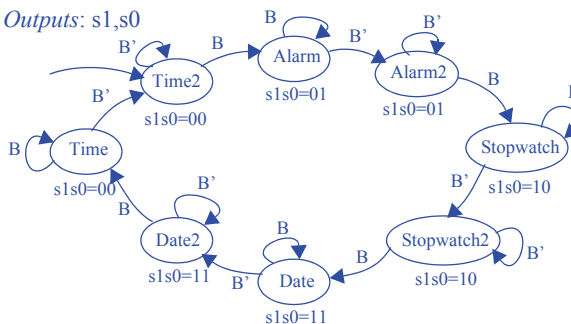 Outputs: s1,s0
B
B'
B
Alarm
B'
B'
Alarm2
Time2
s1s0=01
s1s0=01
B
B'
s1s0=00
B
Time
Stopwatch
s1s0=00
s1s0=10
B'
B'
B
Date2
B
B
Stopwatch2
B'
s1s0=11
B'
Date
s1s0=10
s1s0=11